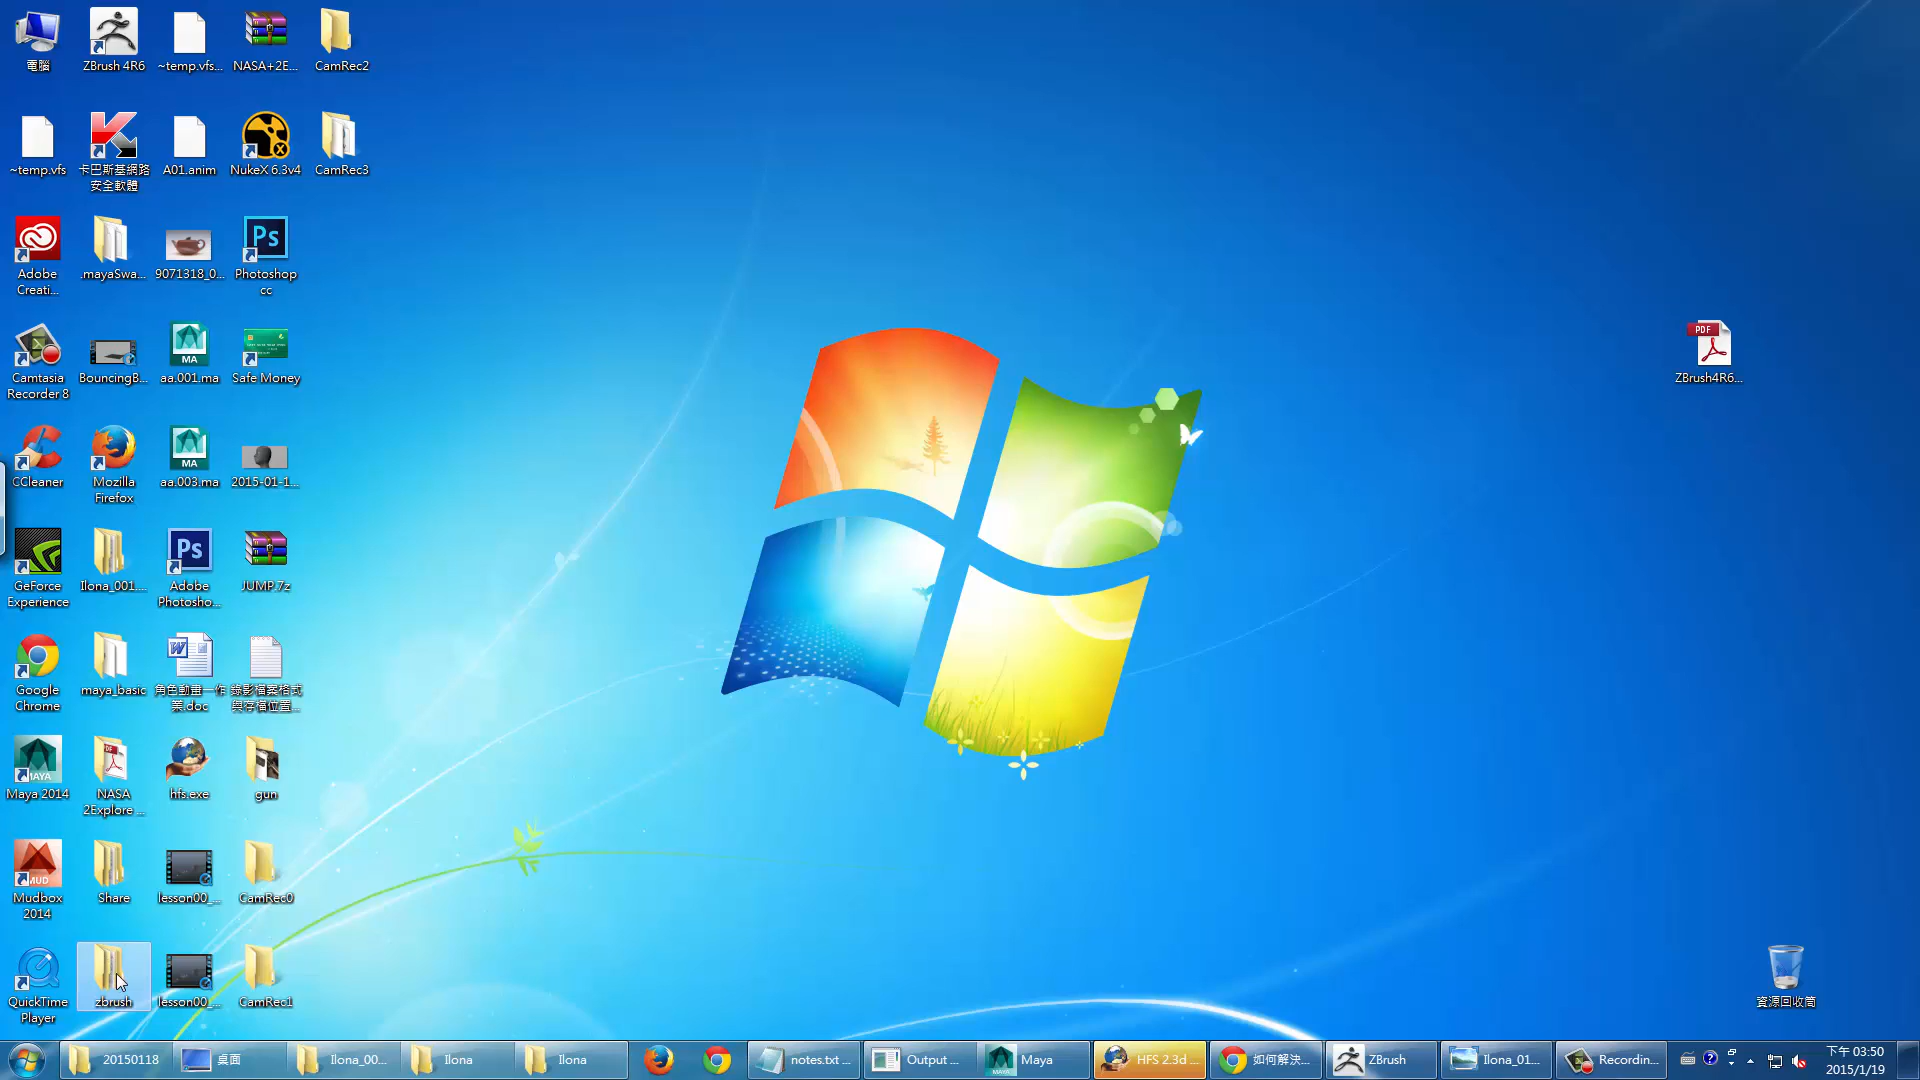 電腦
ZBrush 4R6
~temp.vfs...
NASA+2E...
CamRec2
~temp.vfs
卡巴斯基網路
安全軟體
A01.anim
NukeX 6.3v4
CamRec3
Adobe
Creati...
.mayaSwa...
9071318_0...
Photoshop
cc
Camtasia
Recorder 8
BouncingB...
aa.001.ma
Safe Money
CCleaner
Mozilla
Firefox
aa.003.ma
2015-01-1...
GeForce
Experience
Ilona_001....
Adobe
Photosho...
JUMP.7z
Google
Chrome
maya_basic
角色動畫一作
業.doc
錄影檔案格式
與存檔位置...
Maya 2014
NASA
2Explore ...
hfs.exe
gun
Mudbox
2014
Share
lesson00_...
CamRec0
QuickTime
Player
zbrush
lesson00_...
CamRec1
PDF
ZBrush4R6...
資源回收筒
20150118
桌面
Ilona_00...
Ilona
Ilona
notes.txt ...
Output ...
Maya
HFS 2.3d ...
如何解決...
ZBrush
Ilona_01...
Recordin...
下午 03:50
2015/1/19